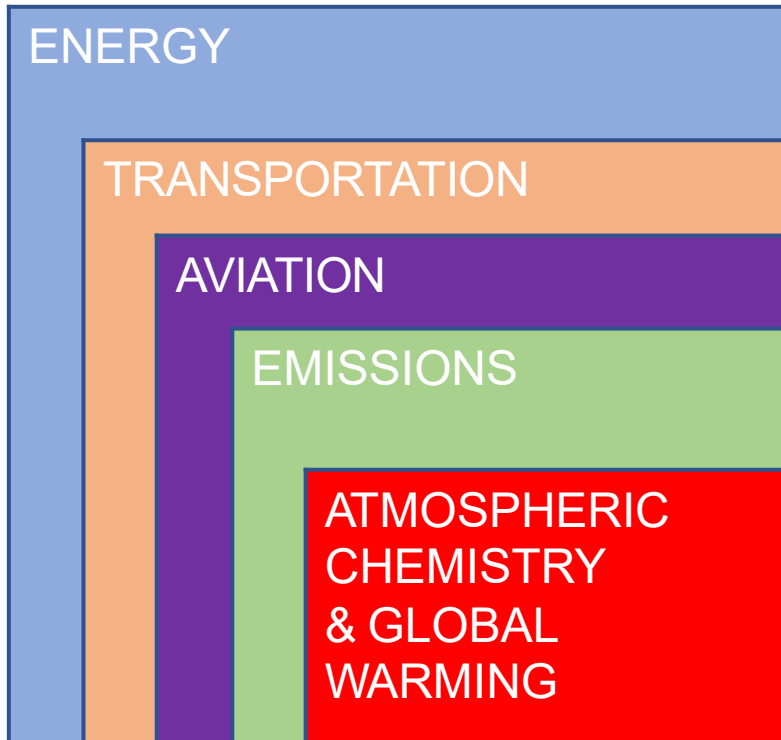 ENERGY
TRANSPORTATION
AVIATION
EMISSIONS
ATMOSPHERIC
CHEMISTRY
& GLOBAL
WARMING